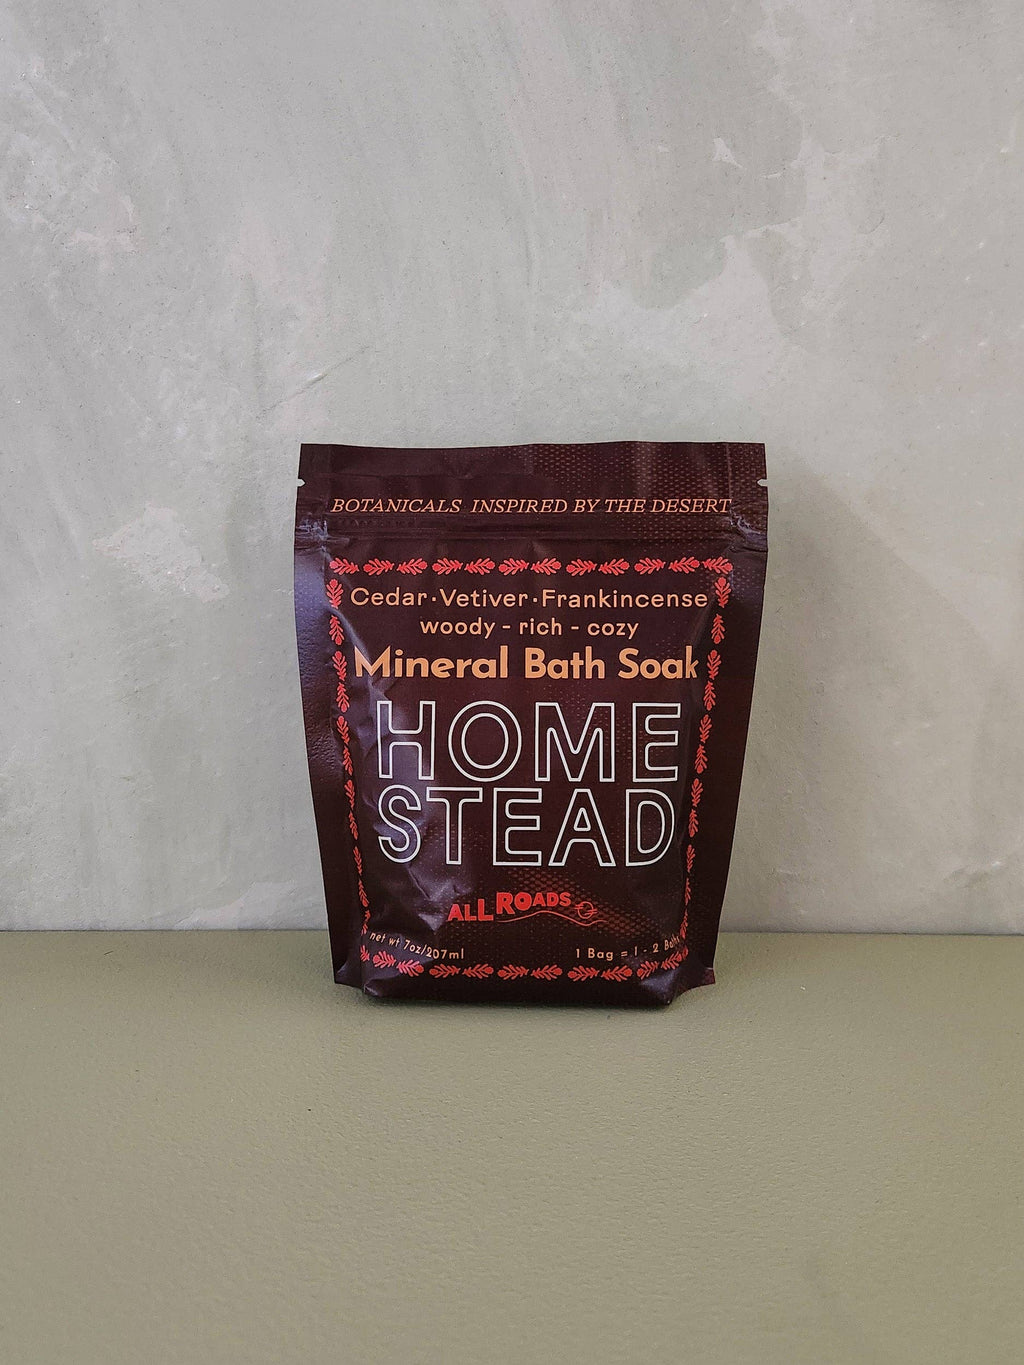 BOTANICALS INSPIRED BY THE DESERT
Cedar · Vetiver · Frankincense
woody - rich - cozy
Mineral Bath Soak
HOME
STEAD
ALL ROADS
net wt 7oz/207ml
1 Bag = 1 - 2